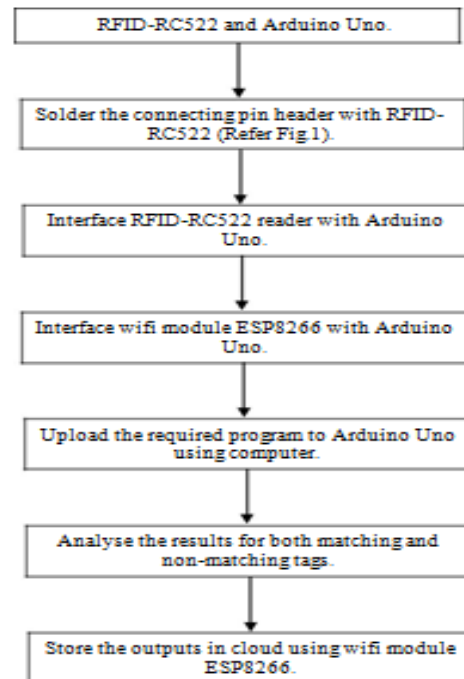 RFID-RC522 and Arduino Uno.
Solder the connecting pin header with RFID-
RC522 (Refer Fig.1).
Interface RFID-RC522 reader with Arduino
Uno.
Interface wifi module ESP8266 with Arduino
Uno.
Upload the required program to Arduino Uno
using computer.
Analyse the results for both matching and
non-matching tags.
Store the outputs in cloud using wifi module
ESP8266.